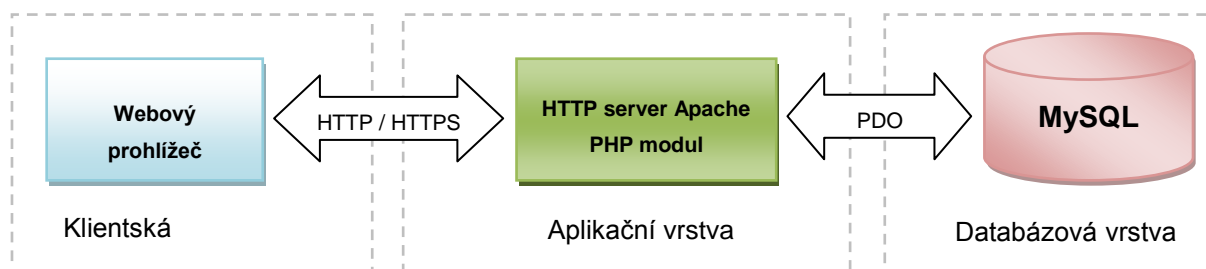 Webový
prohlížeč
HTTP / HTTPS
HTTP server Apache
PHP modul
PDO
MySQL
Klientská
Aplikační vrstva
Databázová vrstva